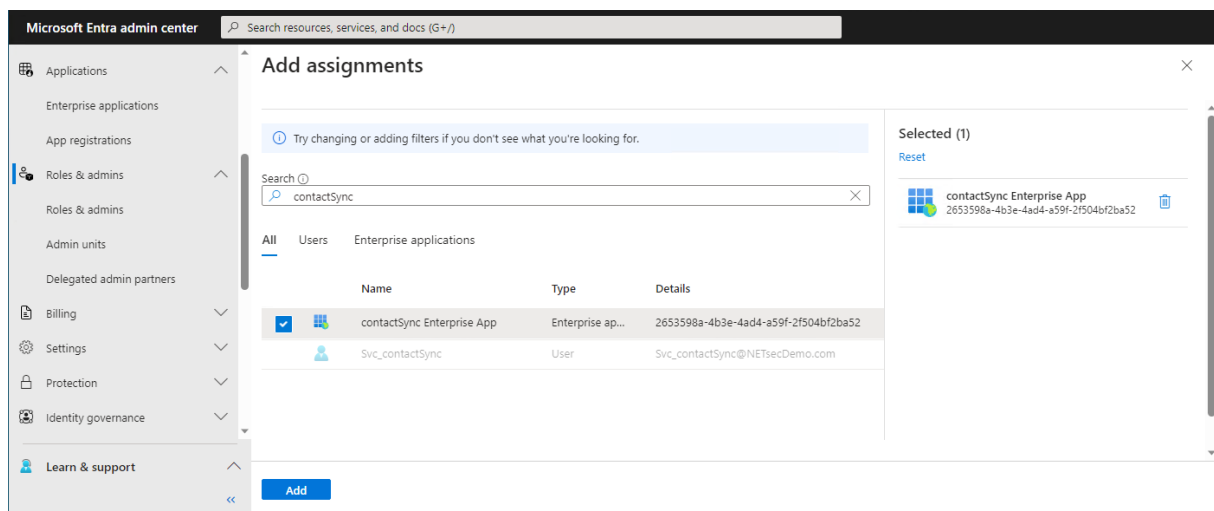 Microsoft Entra admin center
Search resources, services, and docs (G+/)
Applications
Enterprise applications
App registrations
Roles & admins
Roles & admins
Admin units
Delegated admin partners
Billing
Settings
Protection
Identity governance
Learn & support
«
Add assignments
Try changing or adding filters if you don't see what you're looking for.
Search
contactSync
All Users Enterprise applications
Name Type Details
contactSync Enterprise App Enterprise ap... 2653598a-4b3e-4ad4-a59f-2f504bf2ba52
Svc_contactSync User Svc_contactSync@NETsecDemo.com
Selected (1)
Reset
contactSync Enterprise App
2653598a-4b3e-4ad4-a59f-2f504bf2ba52
Add